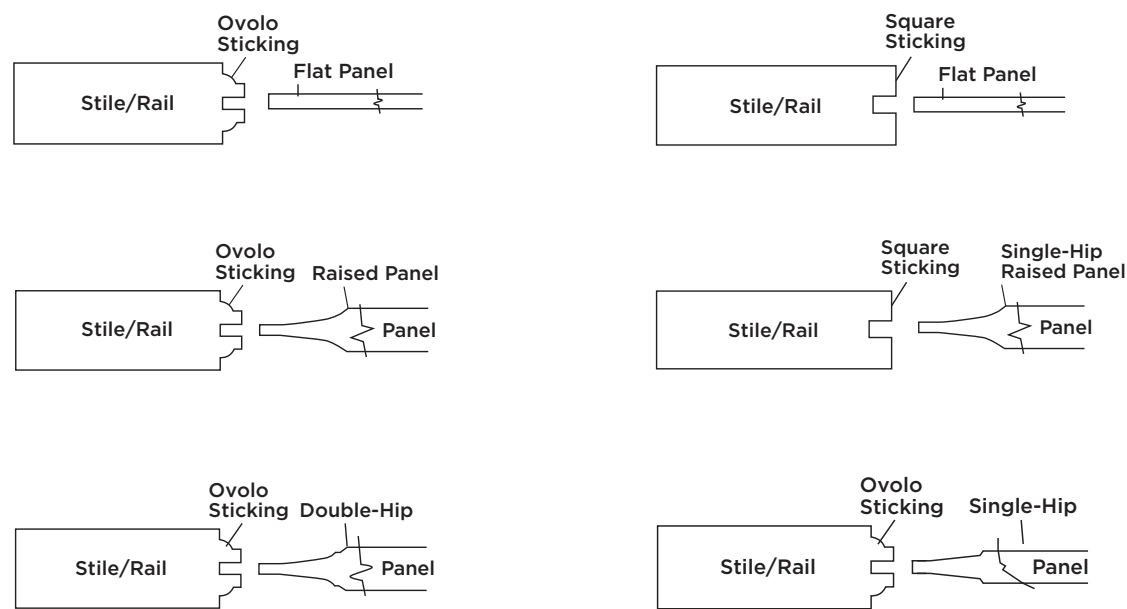 Ovolo
Sticking
Flat Panel
Stile/Rail
Square
Sticking
Flat Panel
Stile/Rail
Ovolo
Sticking
Raised Panel
Stile/Rail
Panel
Square
Sticking
Single-Hip
Raised Panel
Stile/Rail
Panel
Ovolo
Sticking
Double-Hip
Stile/Rail
Panel
Ovolo
Sticking
Single-Hip
Stile/Rail
Panel